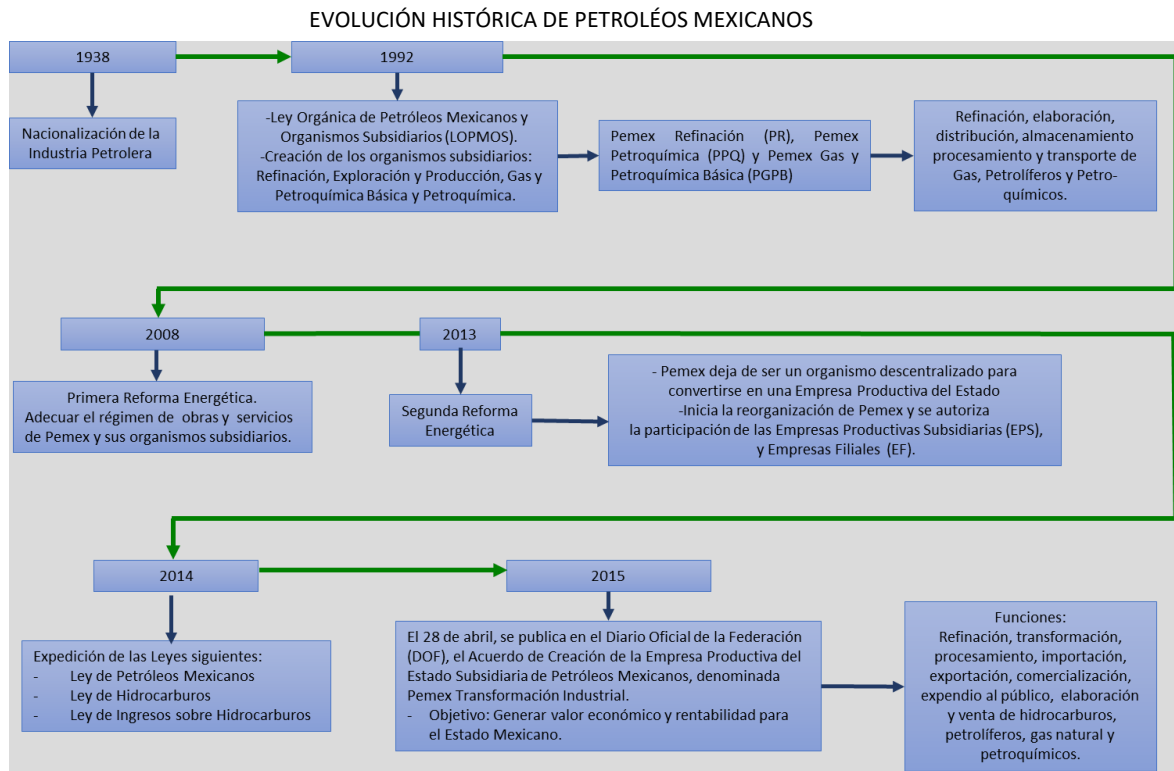 EVOLUCIÓN HISTÓRICA DE PETROLÉOS MEXICANOS
1938
1992
Nacionalización de la
Industria Petrolera
-Ley Orgánica de Petróleos Mexicanos y
Organismos Subsidiarios (LOPMOS).
-Creación de los organismos subsidiarios:
Refinación, Exploración y Producción, Gas y
Petroquímica Básica y Petroquímica.
Pemex Refinación (PR), Pemex
Petroquímica (PPQ) y Pemex Gas y
Petroquímica Básica (PGPB)
Refinación, elaboración,
distribución, almacenamiento
procesamiento y transporte de
Gas, Petrolíferos y Petro-
químicos.
2008
2013
Primera Reforma Energética.
Adecuar el régimen de obras y servicios
de Pemex y sus organismos subsidiarios.
Segunda Reforma
Energética
- Pemex deja de ser un organismo descentralizado para
convertirse en una Empresa Productiva del Estado
-Inicia la reorganización de Pemex y se autoriza
la participación de las Empresas Productivas Subsidiarias (EPS),
y Empresas Filiales (EF).
2014
2015
Expedición de las Leyes siguientes:
- Ley de Petróleos Mexicanos
- Ley de Hidrocarburos
- Ley de Ingresos sobre Hidrocarburos
El 28 de abril, se publica en el Diario Oficial de la Federación
(DOF), el Acuerdo de Creación de la Empresa Productiva del
Estado Subsidiaria de Petróleos Mexicanos, denominada
Pemex Transformación Industrial.
- Objetivo: Generar valor económico y rentabilidad para
el Estado Mexicano.
Funciones:
Refinación, transformación,
procesamiento, importación,
exportación, comercialización,
expendio al público, elaboración
y venta de hidrocarburos,
petrolíferos, gas natural y
petroquímicos.